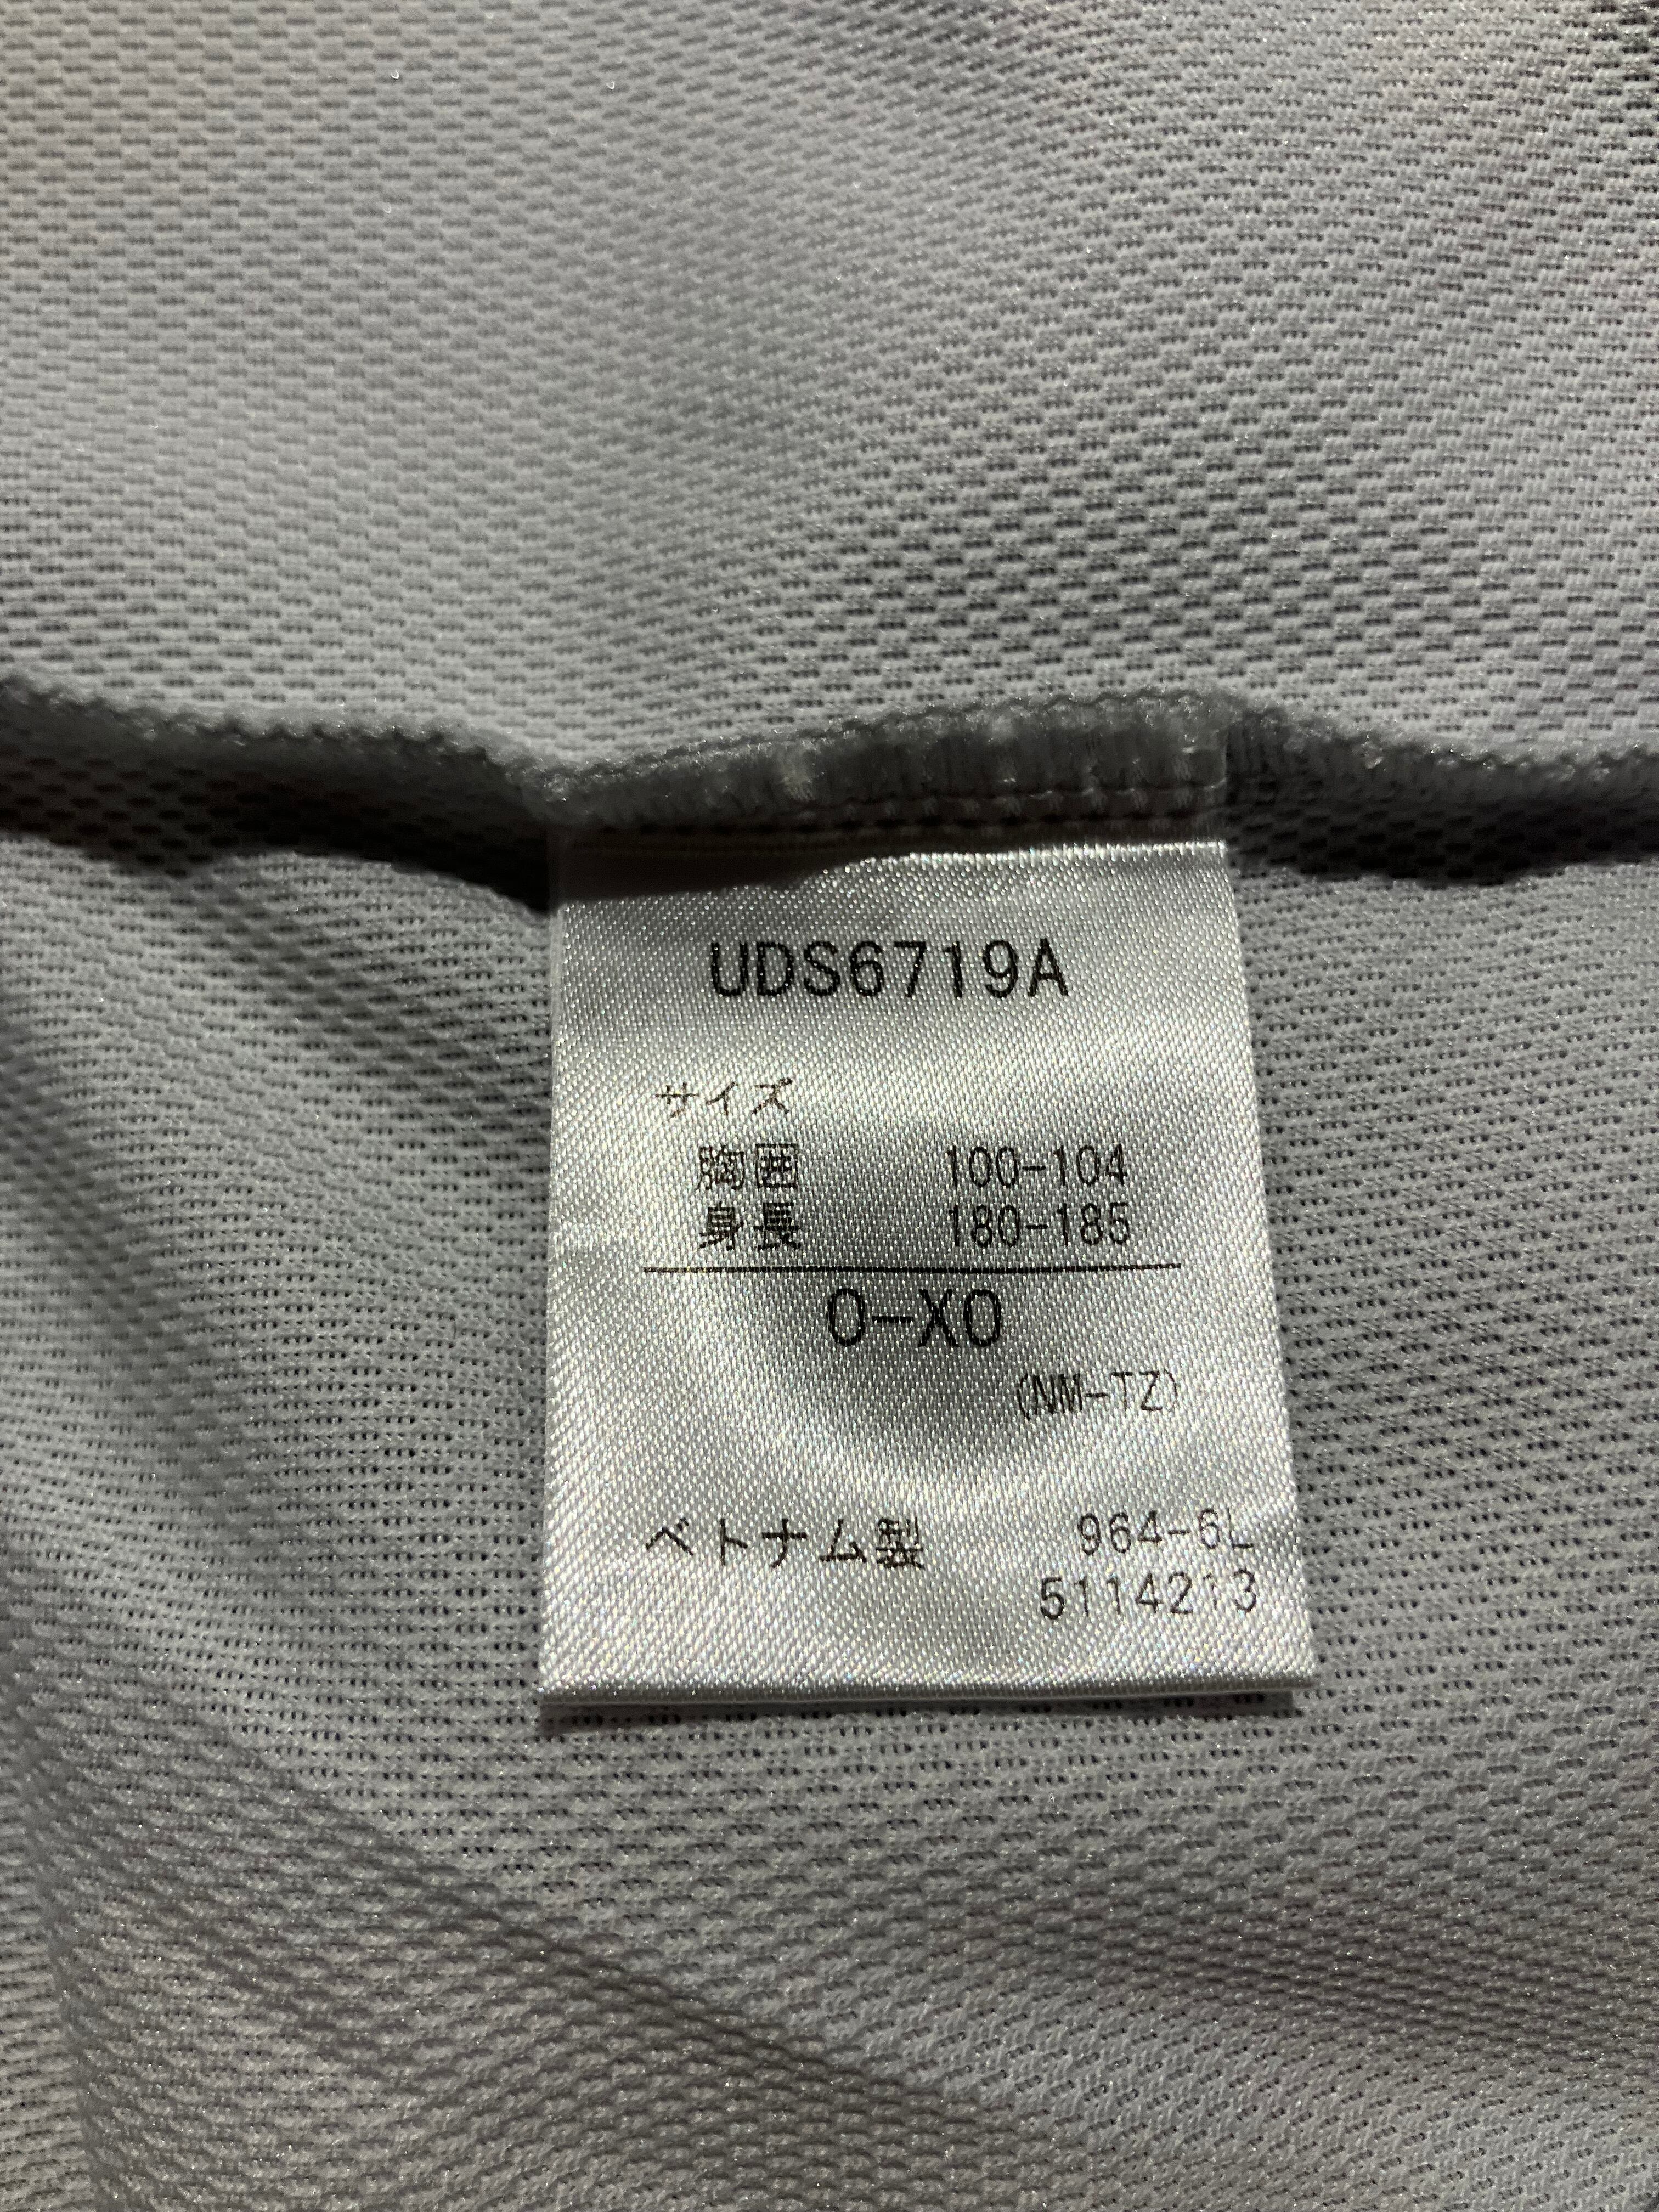 UDS6719A
サイズ
胸囲 100-104
身長 180-185
O-XO
(NM-TZ)
ベトナム製 964-6L
5114213